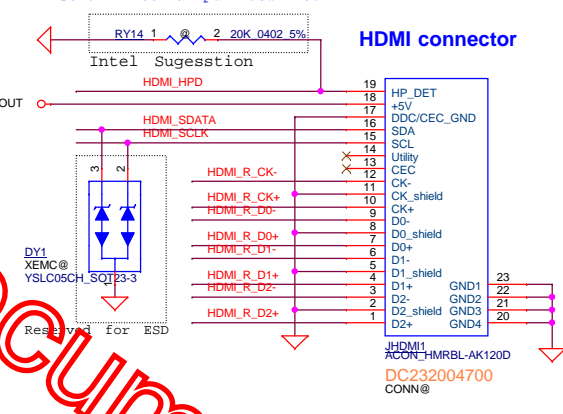 RY14 1 @ 2 20K_0402_5%
Intel Sugesstion
HDMI connector
HDMI_HPD
OUT
HDMI_SDATA
HDMI_SCLK
HDMI_R_CK-
HDMI_R_CK+
HDMI_R_D0-
HDMI_R_D0+
HDMI_R_D1-
HDMI_R_D1+
HDMI_R_D2-
HDMI_R_D2+
19 HP_DET
18 +5V
17 DDC/CEC_GND
16 SDA
15 SCL
14 Utility
13 CEC
12 CK-
11 CK_shield
10 CK+
9 D0-
8 D0_shield
7 D0+
6 D1-
5 D1_shield
4 D1+ GND1 23
3 D2- GND2 22
2 D2_shield GND3 21
1 D2+ GND4 20
3 2
DY1
XEMC@
YSLC05CH_SOT23-3
1
Reserved for ESD
JHDMI1
ACON_HMRBL-AK120D
DC232004700
CONN@